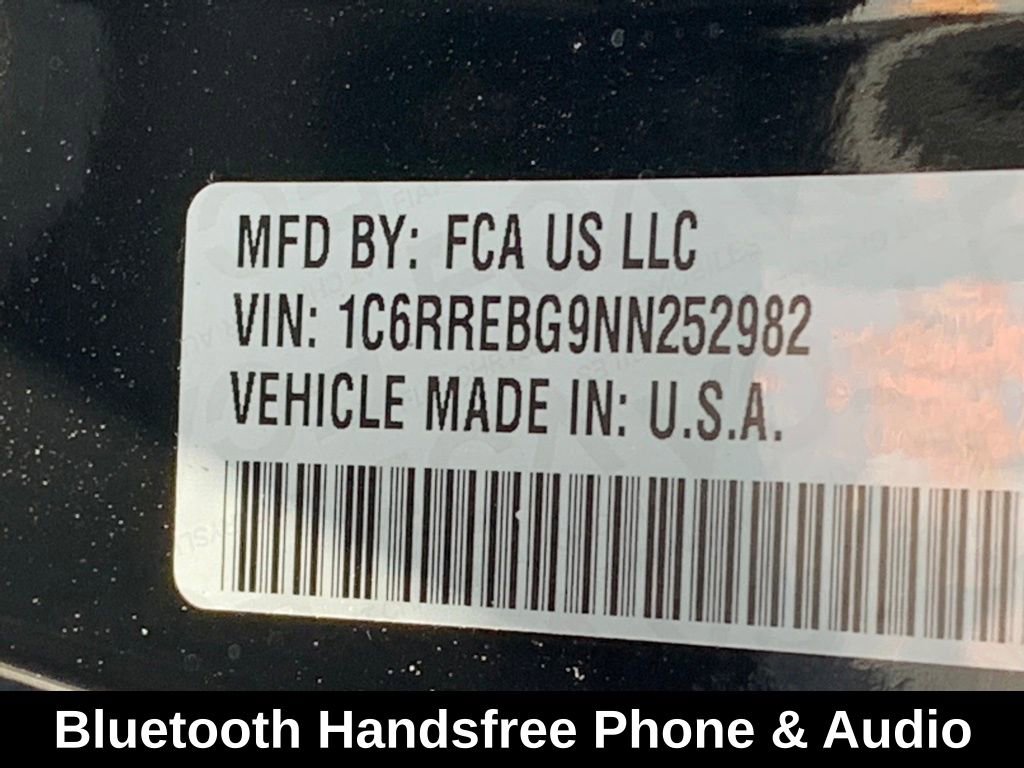 MFD BY: FCA US LLC
VIN: 1C6RREBG9NN252982
VEHICLE MADE IN: U.S.A.
Bluetooth Handsfree Phone & Audio